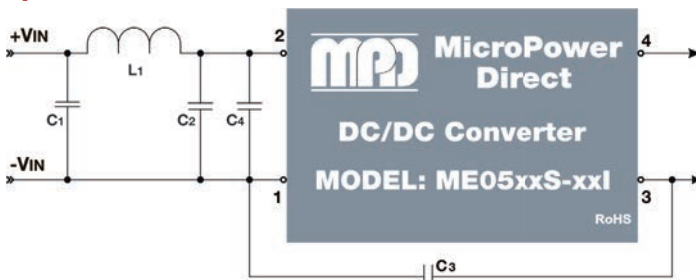 +VIN
2
4
MPD
MicroPower
Direct
L1
C1
C2
C4
DC/DC Converter
-VIN
1
MODEL: ME05xxS-xxI
3
RoHS
C3